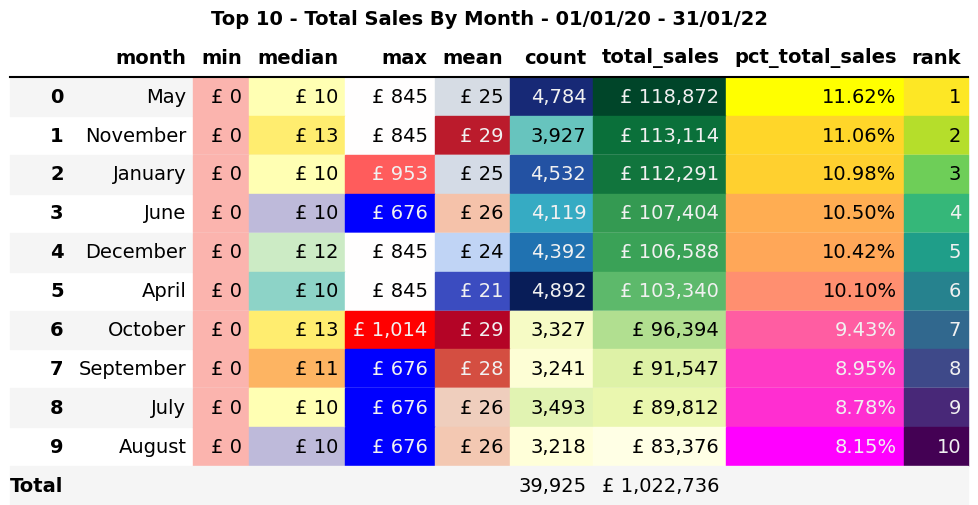 Top 10 - Total Sales By Month - 01/01/20 - 31/01/22
month min median max mean count total_sales pct_total_sales rank
0 May £ 0 £ 10 £ 845 £ 25 4,784 £ 118,872 11.62% 1
1 November £ 0 £ 13 £ 845 £ 29 3,927 £ 113,114 11.06% 2
2 January £ 0 £ 10 £ 953 £ 25 4,532 £ 112,291 10.98% 3
3 June £ 0 £ 10 £ 676 £ 26 4,119 £ 107,404 10.50% 4
4 December £ 0 £ 12 £ 845 £ 24 4,392 £ 106,588 10.42% 5
5 April £ 0 £ 10 £ 845 £ 21 4,892 £ 103,340 10.10% 6
6 October £ 0 £ 13 £ 1,014 £ 29 3,327 £ 96,394 9.43% 7
7 September £ 0 £ 11 £ 676 £ 28 3,241 £ 91,547 8.95% 8
8 July £ 0 £ 10 £ 676 £ 26 3,493 £ 89,812 8.78% 9
9 August £ 0 £ 10 £ 676 £ 26 3,218 £ 83,376 8.15% 10
Total 39,925 £ 1,022,736